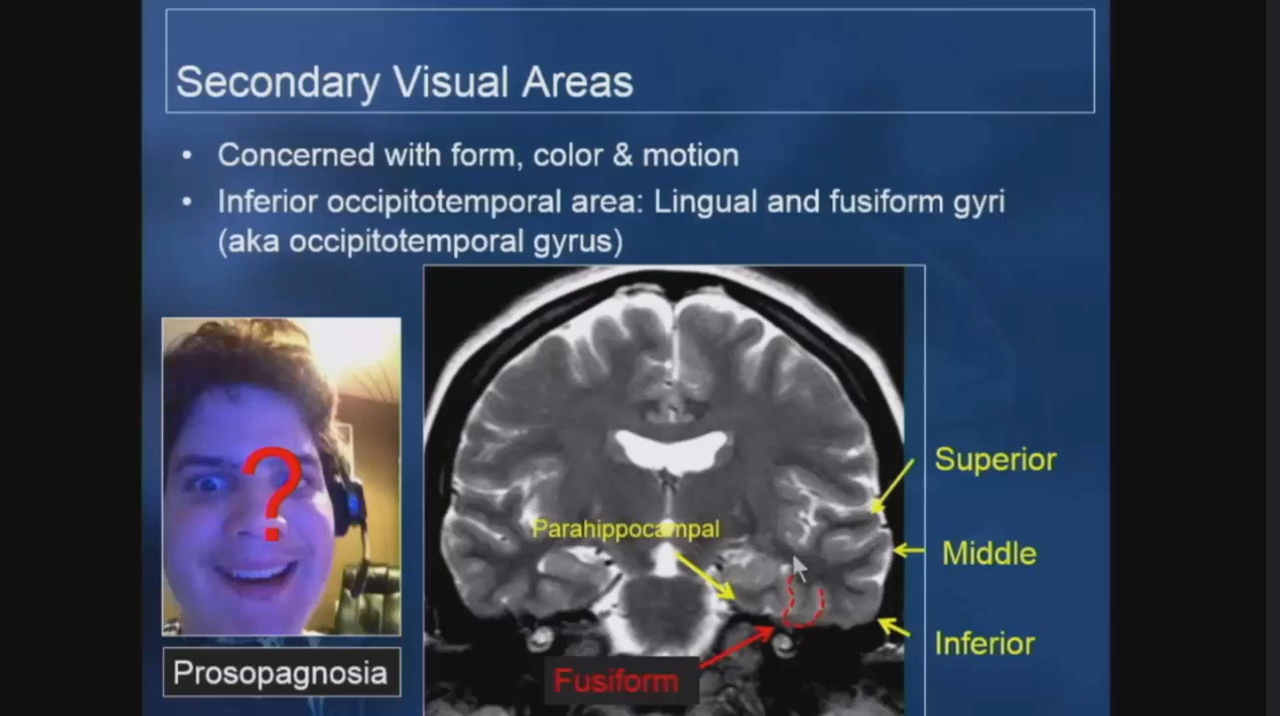 Secondary Visual Areas
• Concerned with form, color & motion
• Inferior occipitotemporal area: Lingual and fusiform gyri
(aka occipitotemporal gyrus)
Superior
Parahippocampal
Middle
Inferior
?
Prosopagnosia
Fusiform